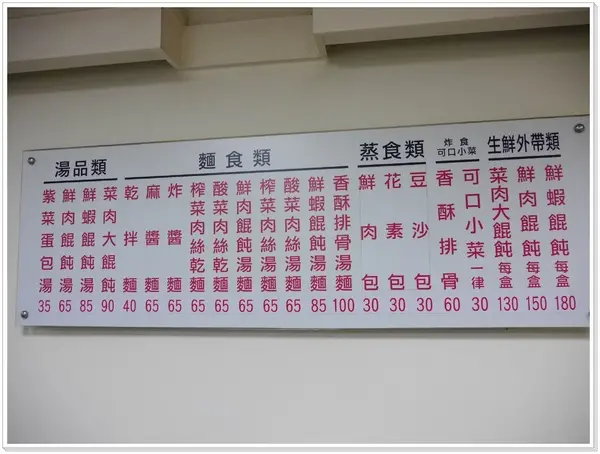 湯品類
紫菜蛋包湯 35
鮮肉餛飩湯 65
鮮蝦餛飩湯 85
菜肉大餛飩 90
麵食類
乾拌麵 40
麻醬麵 65
炸醬麵 65
榨菜肉絲乾麵 65
酸菜肉絲乾麵 65
鮮肉餛飩湯麵 65
榨菜肉絲湯麵 65
酸菜肉絲湯麵 65
鮮蝦餛飩湯麵 85
香酥排骨湯麵 100
蒸食類
鮮肉包 30
花素包 30
豆沙包 30
炸食
可口小菜
香酥排骨 60
可口小菜一律 30
生鮮外帶類
菜肉大餛飩每盒 130
鮮肉餛飩每盒 150
鮮蝦餛飩每盒 180